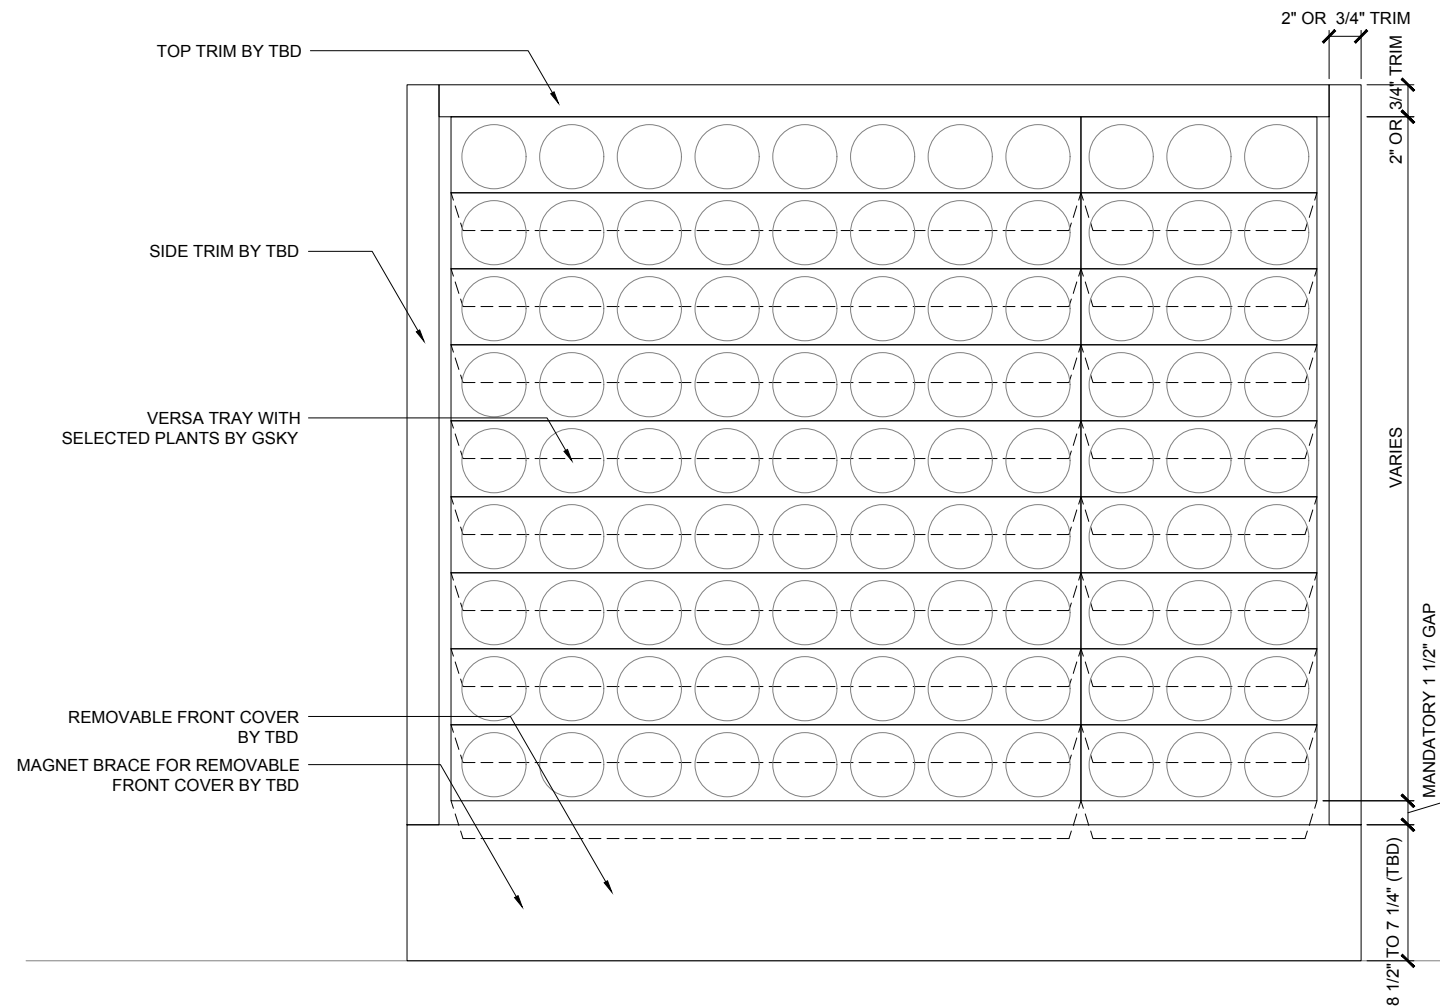 2" OR 3/4" TRIM
TOP TRIM BY TBD
2" OR 3/4" TRIM
SIDE TRIM BY TBD
VERSA TRAY WITH
SELECTED PLANTS BY GSKY
VARIES
MANDATORY 1 1/2" GAP
REMOVABLE FRONT COVER
BY TBD
MAGNET BRACE FOR REMOVABLE
FRONT COVER BY TBD
8 1/2" TO 7 1/4" (TBD)